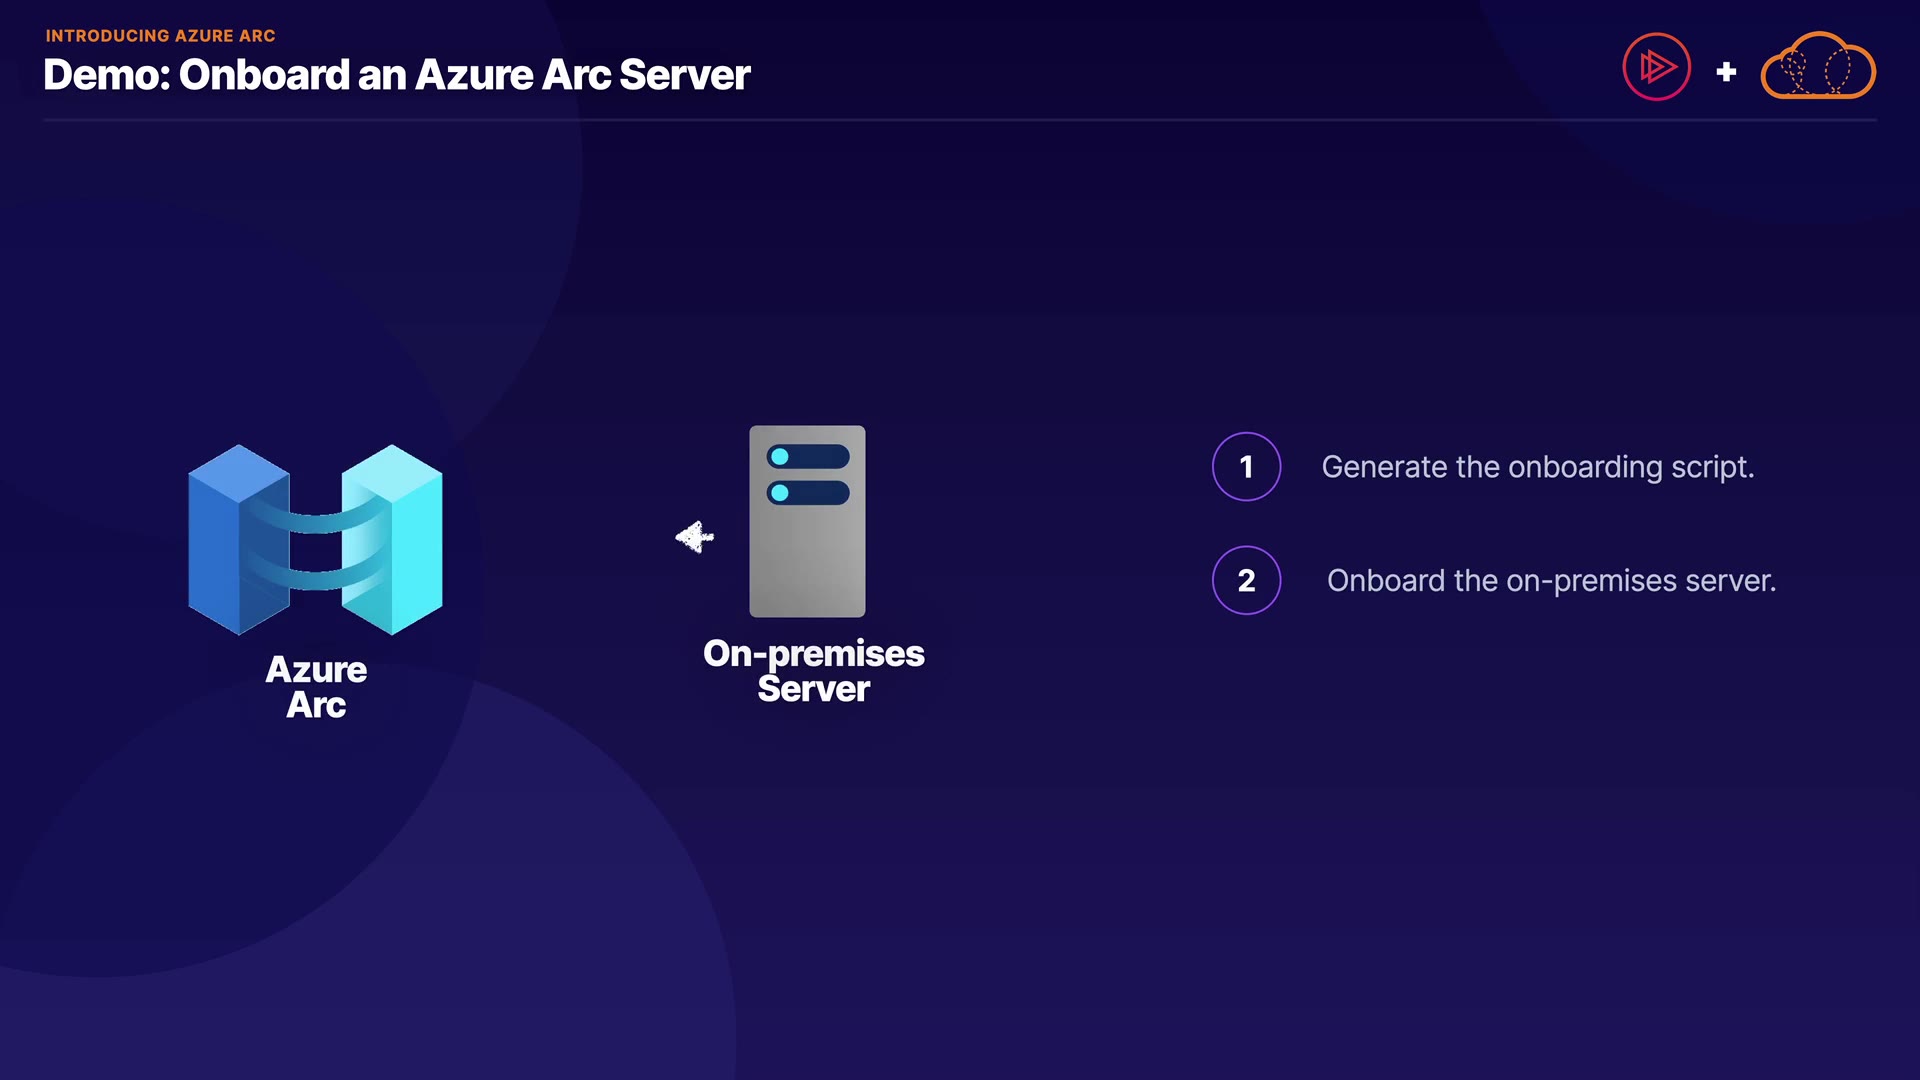 INTRODUCING AZURE ARC
Demo: Onboard an Azure Arc Server
+
Azure
Arc
On-premises
Server
1 Generate the onboarding script.
2 Onboard the on-premises server.